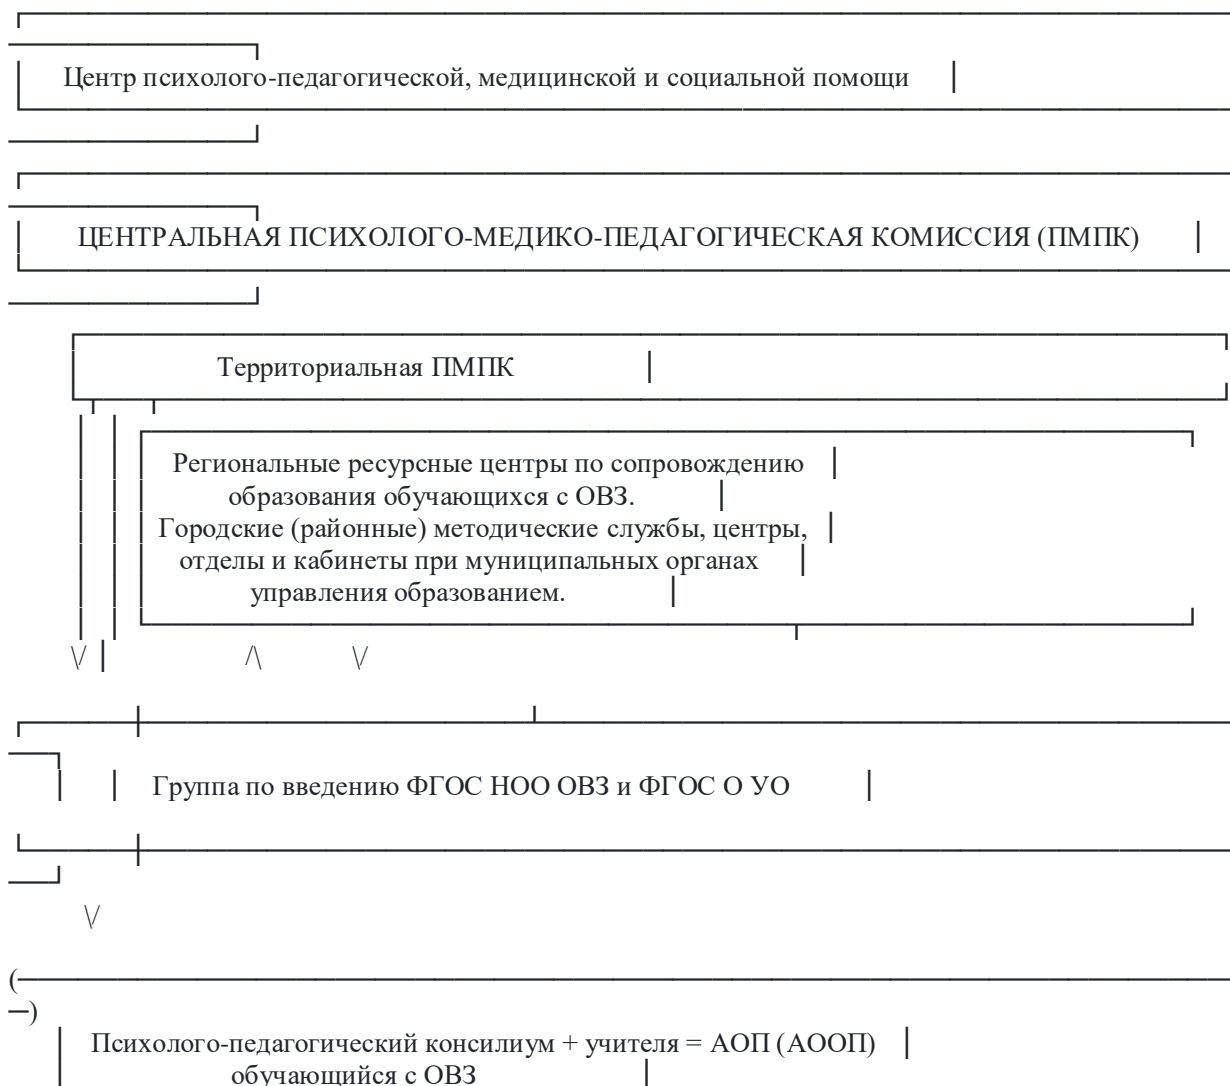 Центр психолого-педагогической, медицинской и социальной помощи
ЦЕНТРАЛЬНАЯ ПСИХОЛОГО-МЕДИКО-ПЕДАГОГИЧЕСКАЯ КОМИССИЯ (ПМПК)
Территориальная ПМПК
Региональные ресурсные центры по сопровождению
образования обучающихся с ОВЗ.
Городские (районные) методические службы, центры,
отделы и кабинеты при муниципальных органах
управления образованием.
Группа по введению ФГОС НОО ОВЗ и ФГОС О УО
Психолого-педагогический консилиум + учителя = АОП (АООП)
обучающийся с ОВЗ